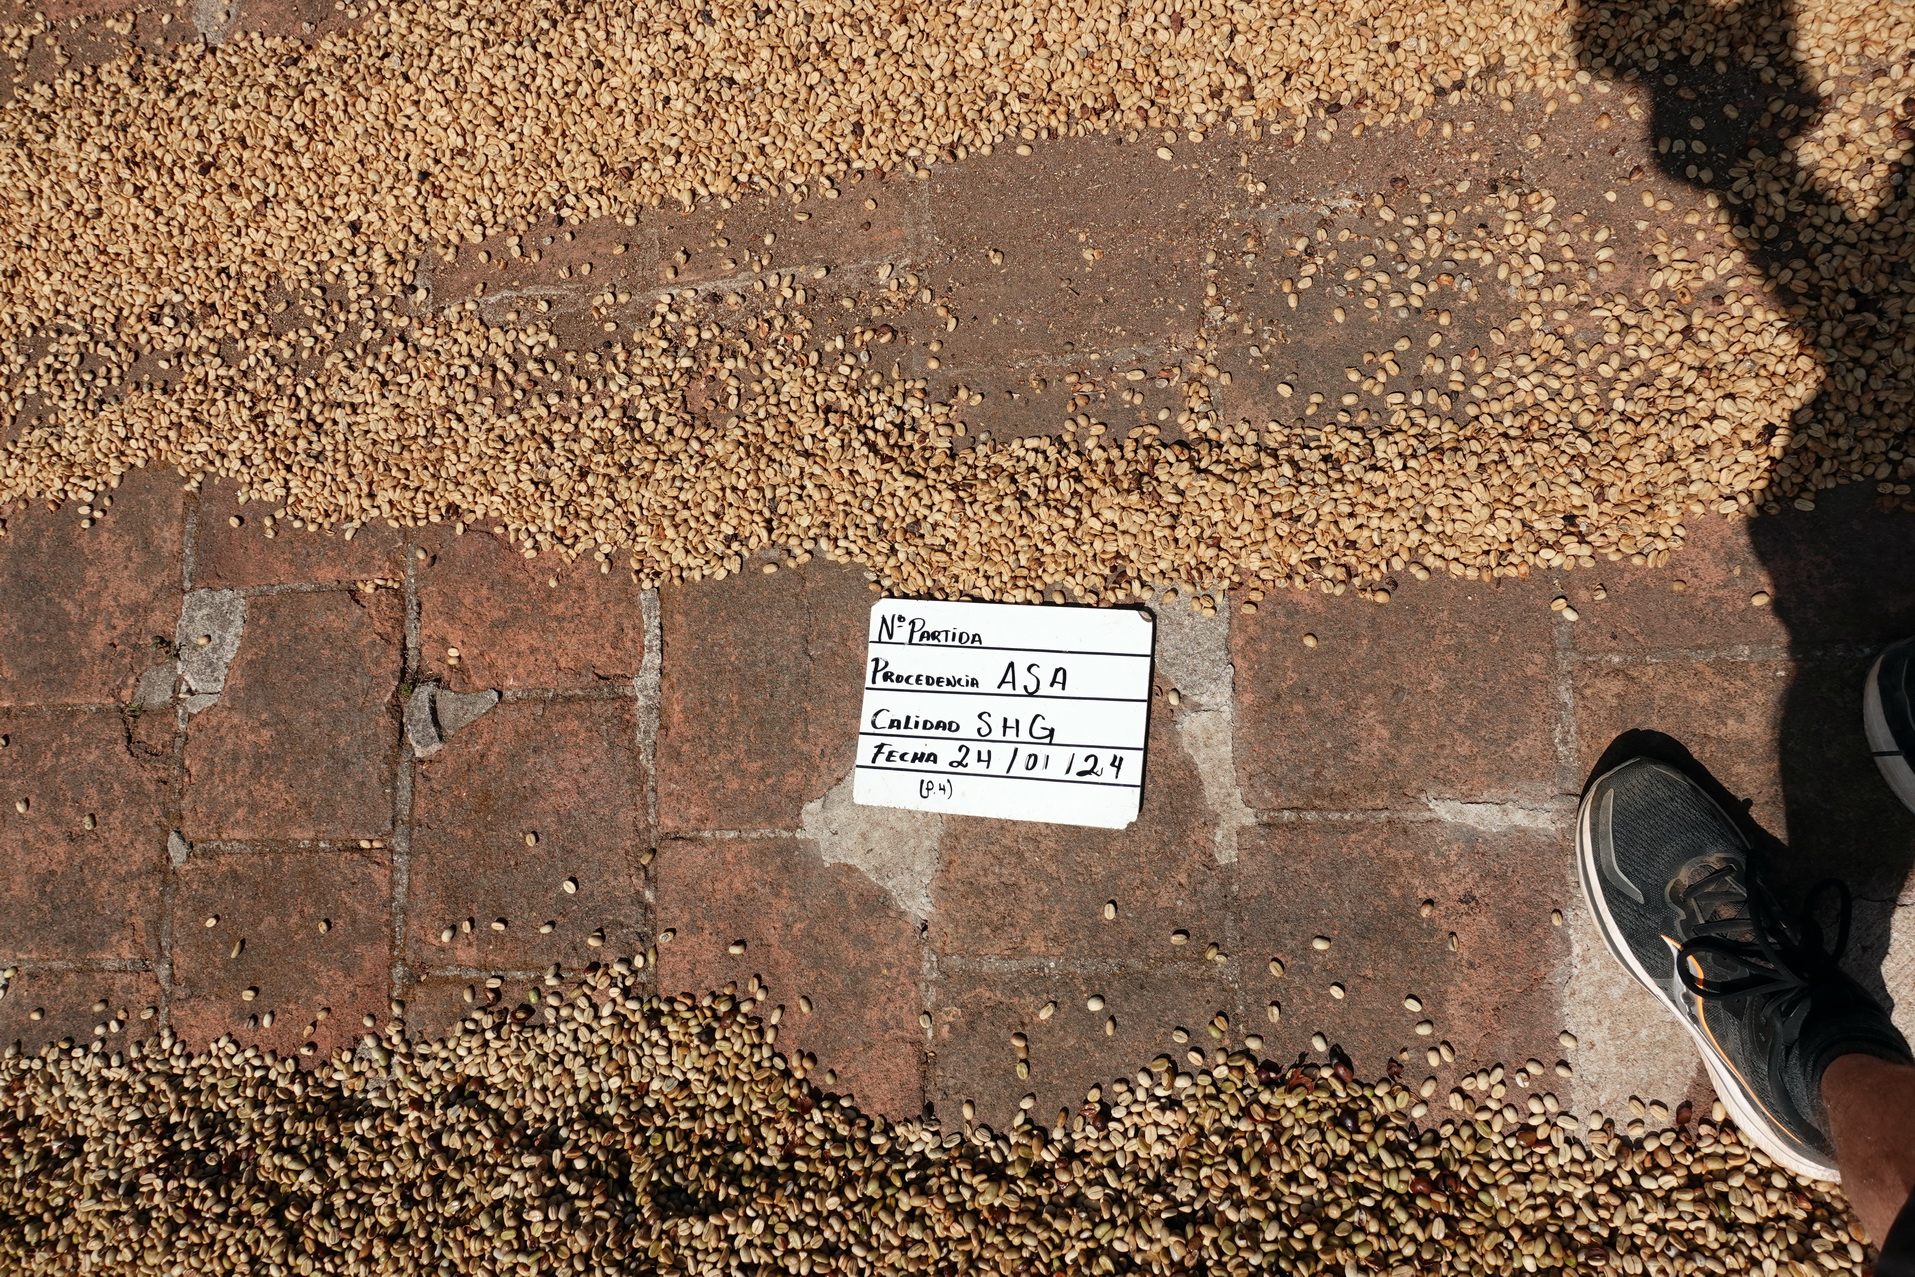 Nº PARTIDA
PROCEDENCIA ASA
CALIDAD SHG
FECHA 24/01/24
(P.4)